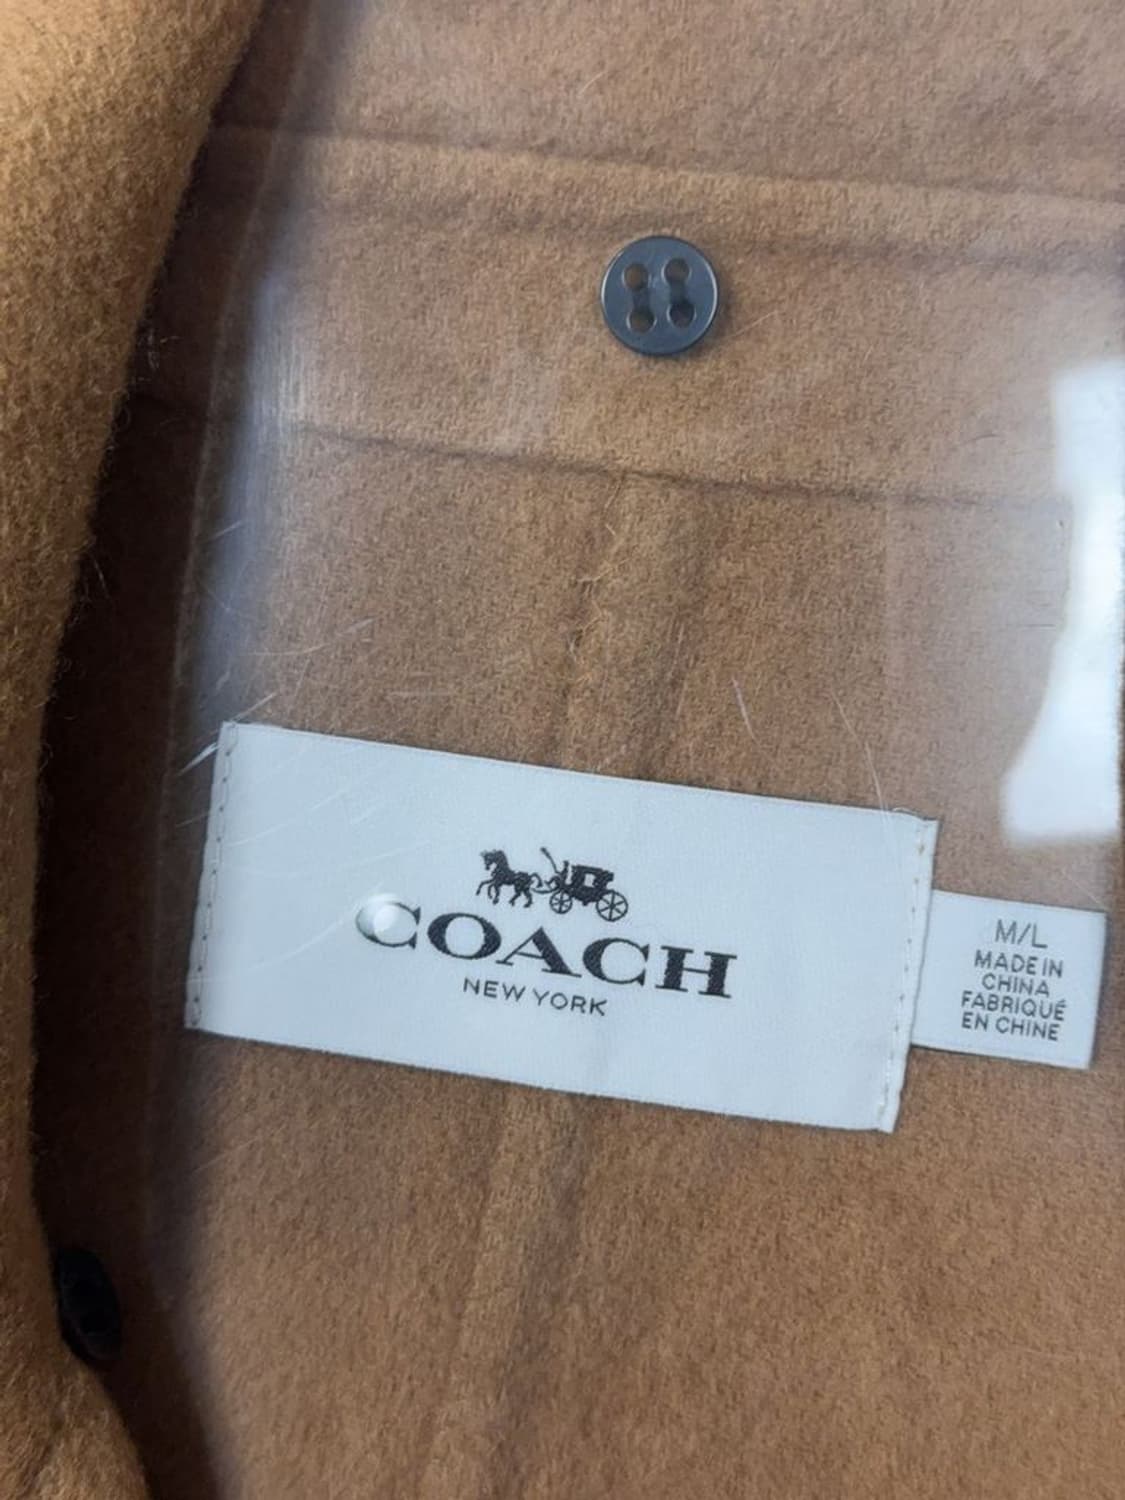 COACH
NEW YORK
M/L
MADE IN
CHINA
FABRIQUÉ
EN CHINE